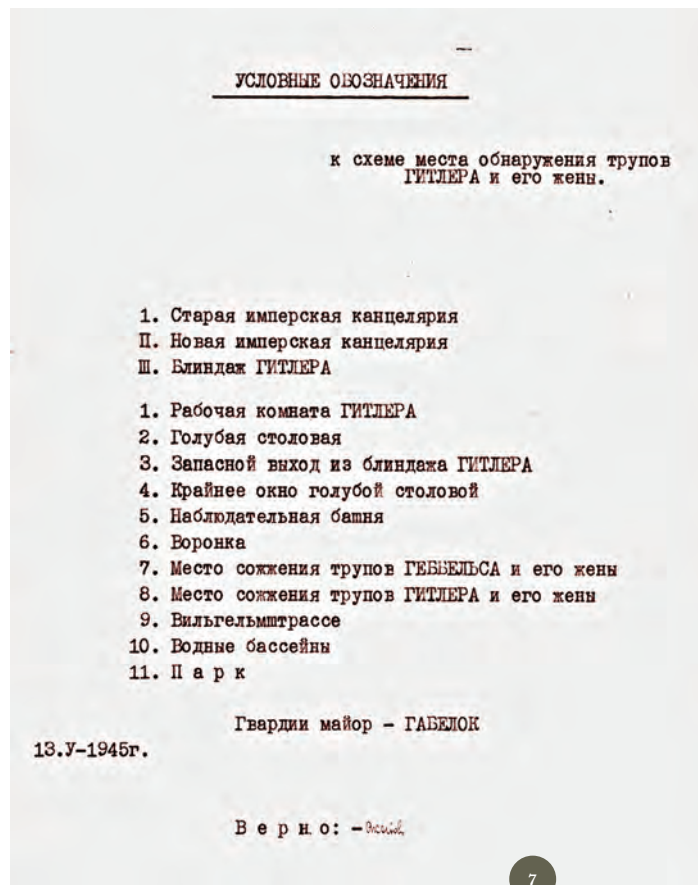 УСЛОВНЫЕ ОБОЗНАЧЕНИЯ
к схеме места обнаружения трупов
ГИТЛЕРА и его жены.
1. Старая имперская канцелярия
П. Новая имперская канцелярия
Ш. Блиндаж ГИТЛЕРА
1. Рабочая комната ГИТЛЕРА
2. Голубая столовая
3. Запасной выход из блиндажа ГИТЛЕРА
4. Крайнее окно голубой столовой
5. Наблюдательная башня
6. Воронка
7. Место сожжения трупов ГЕББЕЛЬСА и его жены
8. Место сожжения трупов ГИТЛЕРА и его жены
9. Вильгельмштрассе
10. Водные бассейны
11. П а р к
Гвардии майор - ГАБЕЛОК
13.У-1945г.
В е р н о: -
7